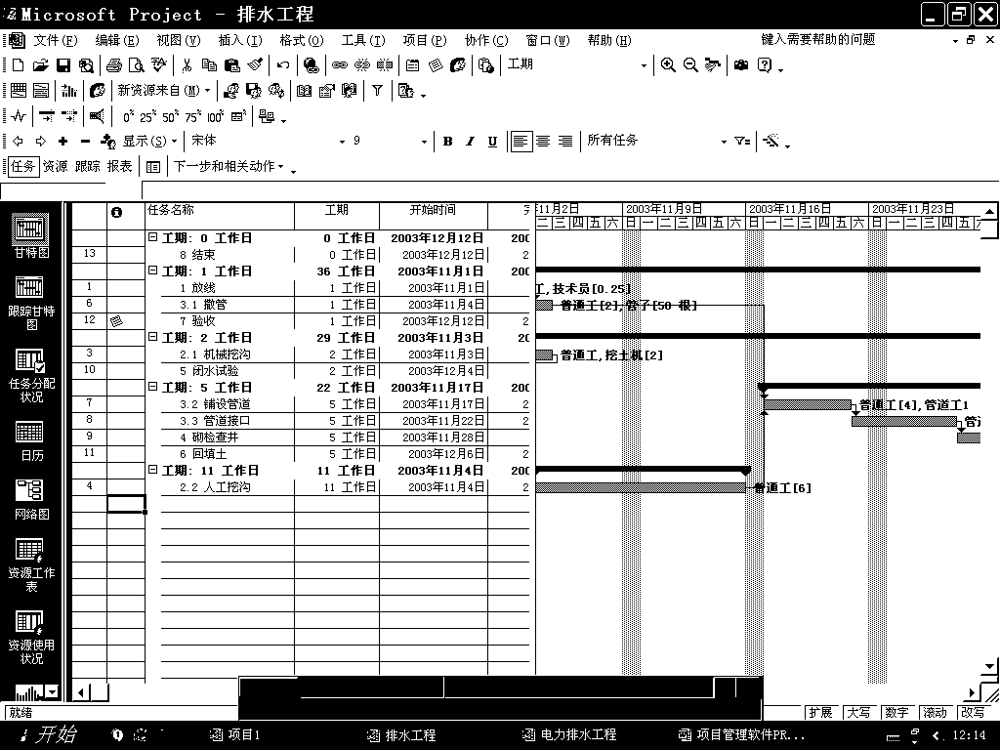 Microsoft Project - 排水工程
文件(F) 编辑(E) 视图(V) 插入(I) 格式(O) 工具(T) 项目(P) 协作(C) 窗口(W) 帮助(H) 键入需要帮助的问题
工期
新资源来自(M)
0% 25% 50% 75% 100%
显示(S) 宋体 9 B I U 所有任务
任务 资源 跟踪 报表 下一步和相关动作
任务名称 工期 开始时间 年11月2日 2003年11月9日 2003年11月16日 2003年11月23日
二 三 四 五 六 日 一 二 三 四 五 六 日 一 二 三 四 五 六 日 一 二 三 四 五 六
工期: 0 工作日 0 工作日 2003年12月12日 200
13 8 结束 0 工作日 2003年12月12日 2
工期: 1 工作日 36 工作日 2003年11月1日 200
1 1 放线 1 工作日 2003年11月1日 工,技术员[0.25]
6 3.1 撒管 1 工作日 2003年11月4日 2 普通工[2],管子[50 根]
12 7 验收 1 工作日 2003年12月12日 2
工期: 2 工作日 29 工作日 2003年11月3日 200
3 2.1 机械挖沟 2 工作日 2003年11月3日 2 普通工,挖土机[2]
10 5 闭水试验 2 工作日 2003年12月4日 2
工期: 5 工作日 22 工作日 2003年11月17日 200
7 3.2 铺设管道 5 工作日 2003年11月17日 2 普通工[4],管道工1
8 3.3 管道接口 5 工作日 2003年11月22日 2 管道
9 4 砌检查井 5 工作日 2003年11月28日
11 6 回填土 5 工作日 2003年12月6日 2
工期: 11 工作日 11 工作日 2003年11月4日 200
4 2.2 人工挖沟 11 工作日 2003年11月4日 2 普通工[6]
甘特图
跟踪甘特图
任务分配状况
日历
网络图
资源工作表
资源使用状况
就绪 扩展 大写 数字 滚动 改写
开始 项目1 排水工程 电力排水工程 项目管理软件PR... 12:14